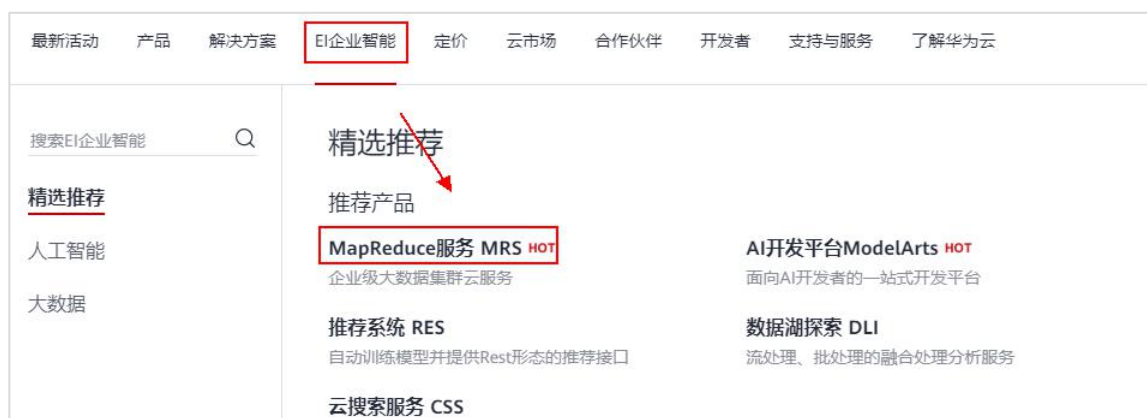 最新活动 产品 解决方案 EI企业智能 定价 云市场 合作伙伴 开发者 支持与服务 了解华为云
搜索EI企业智能
精选推荐
人工智能
大数据
精选推荐
推荐产品
MapReduce服务 MRS HOT
企业级大数据集群云服务
AI开发平台ModelArts HOT
面向AI开发者的一站式开发平台
推荐系统 RES
自动训练模型并提供Rest形态的推荐接口
数据湖探索 DLI
流处理、批处理的融合处理分析服务
云搜索服务 CSS